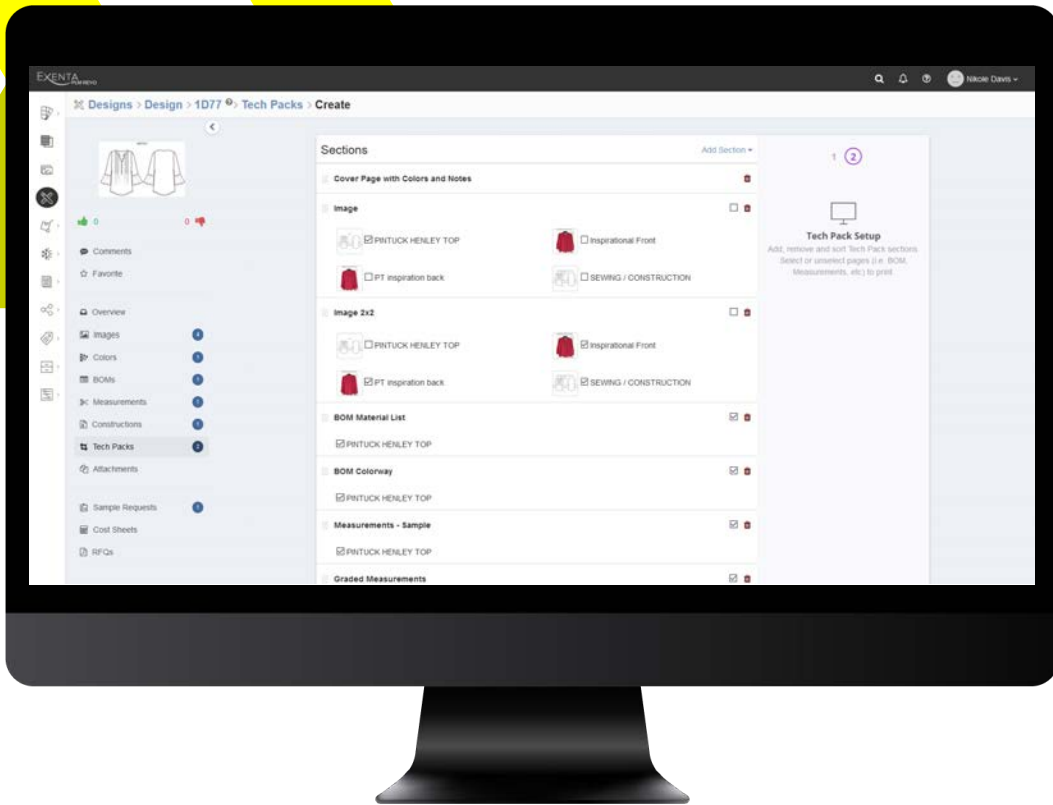 EXENTA
Nikole Davis
Designs > Design > 1D77 > Tech Packs > Create
Sections
Add Section
1 2
Cover Page with Colors and Notes
Image
PINTUCK HENLEY TOP
Inspirational Front
PT inspiration back
SEWING / CONSTRUCTION
Image 2x2
PINTUCK HENLEY TOP
Inspirational Front
PT inspiration back
SEWING / CONSTRUCTION
BOM Material List
PINTUCK HENLEY TOP
BOM Colorway
PINTUCK HENLEY TOP
Measurements - Sample
PINTUCK HENLEY TOP
Graded Measurements
Tech Pack Setup
Add, remove and sort Tech Pack sections.
Select or unselect pages (i.e. BOM,
Measurements, etc) to print.
0
0
Comments
Favorite
Overview
Images
Colors
BOMs
Measurements
Constructions
Tech Packs
Attachments
Sample Requests
Cost Sheets
RFQs